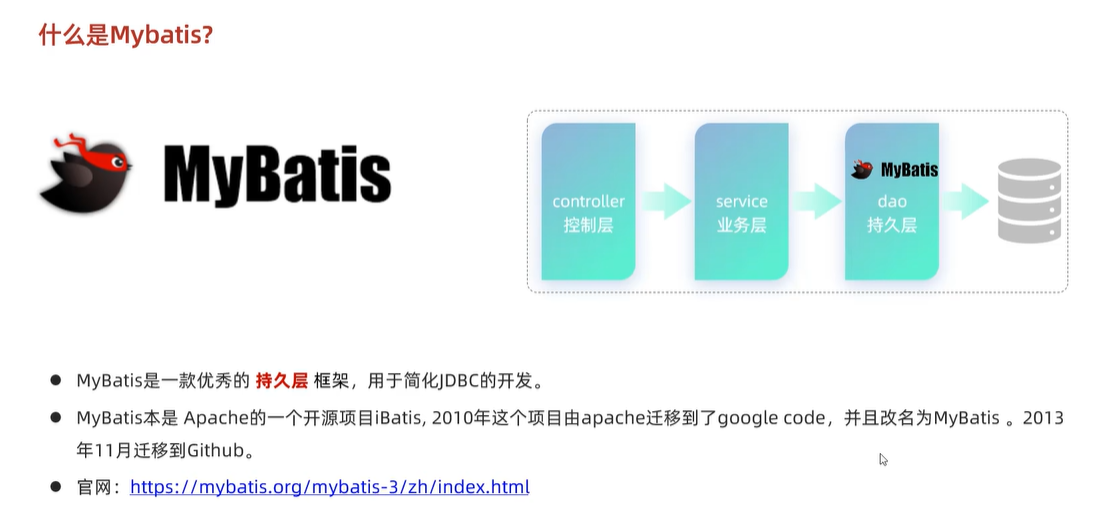 什么是Mybatis?
MyBatis
controller
控制层
service
业务层
MyBatis
dao
持久层
MyBatis是一款优秀的 持久层 框架，用于简化JDBC的开发。
MyBatis本是 Apache的一个开源项目iBatis, 2010年这个项目由apache迁移到了google code，并且改名为MyBatis 。2013
年11月迁移到Github。
官网：https://mybatis.org/mybatis-3/zh/index.html